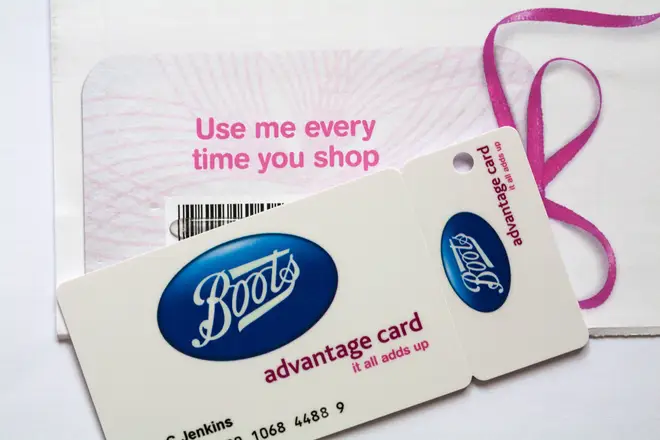 Use me every
time you shop
Boots
advantage card
it all adds up
Jenkins
1068 4488 9
advantage card
it all adds up
Boots